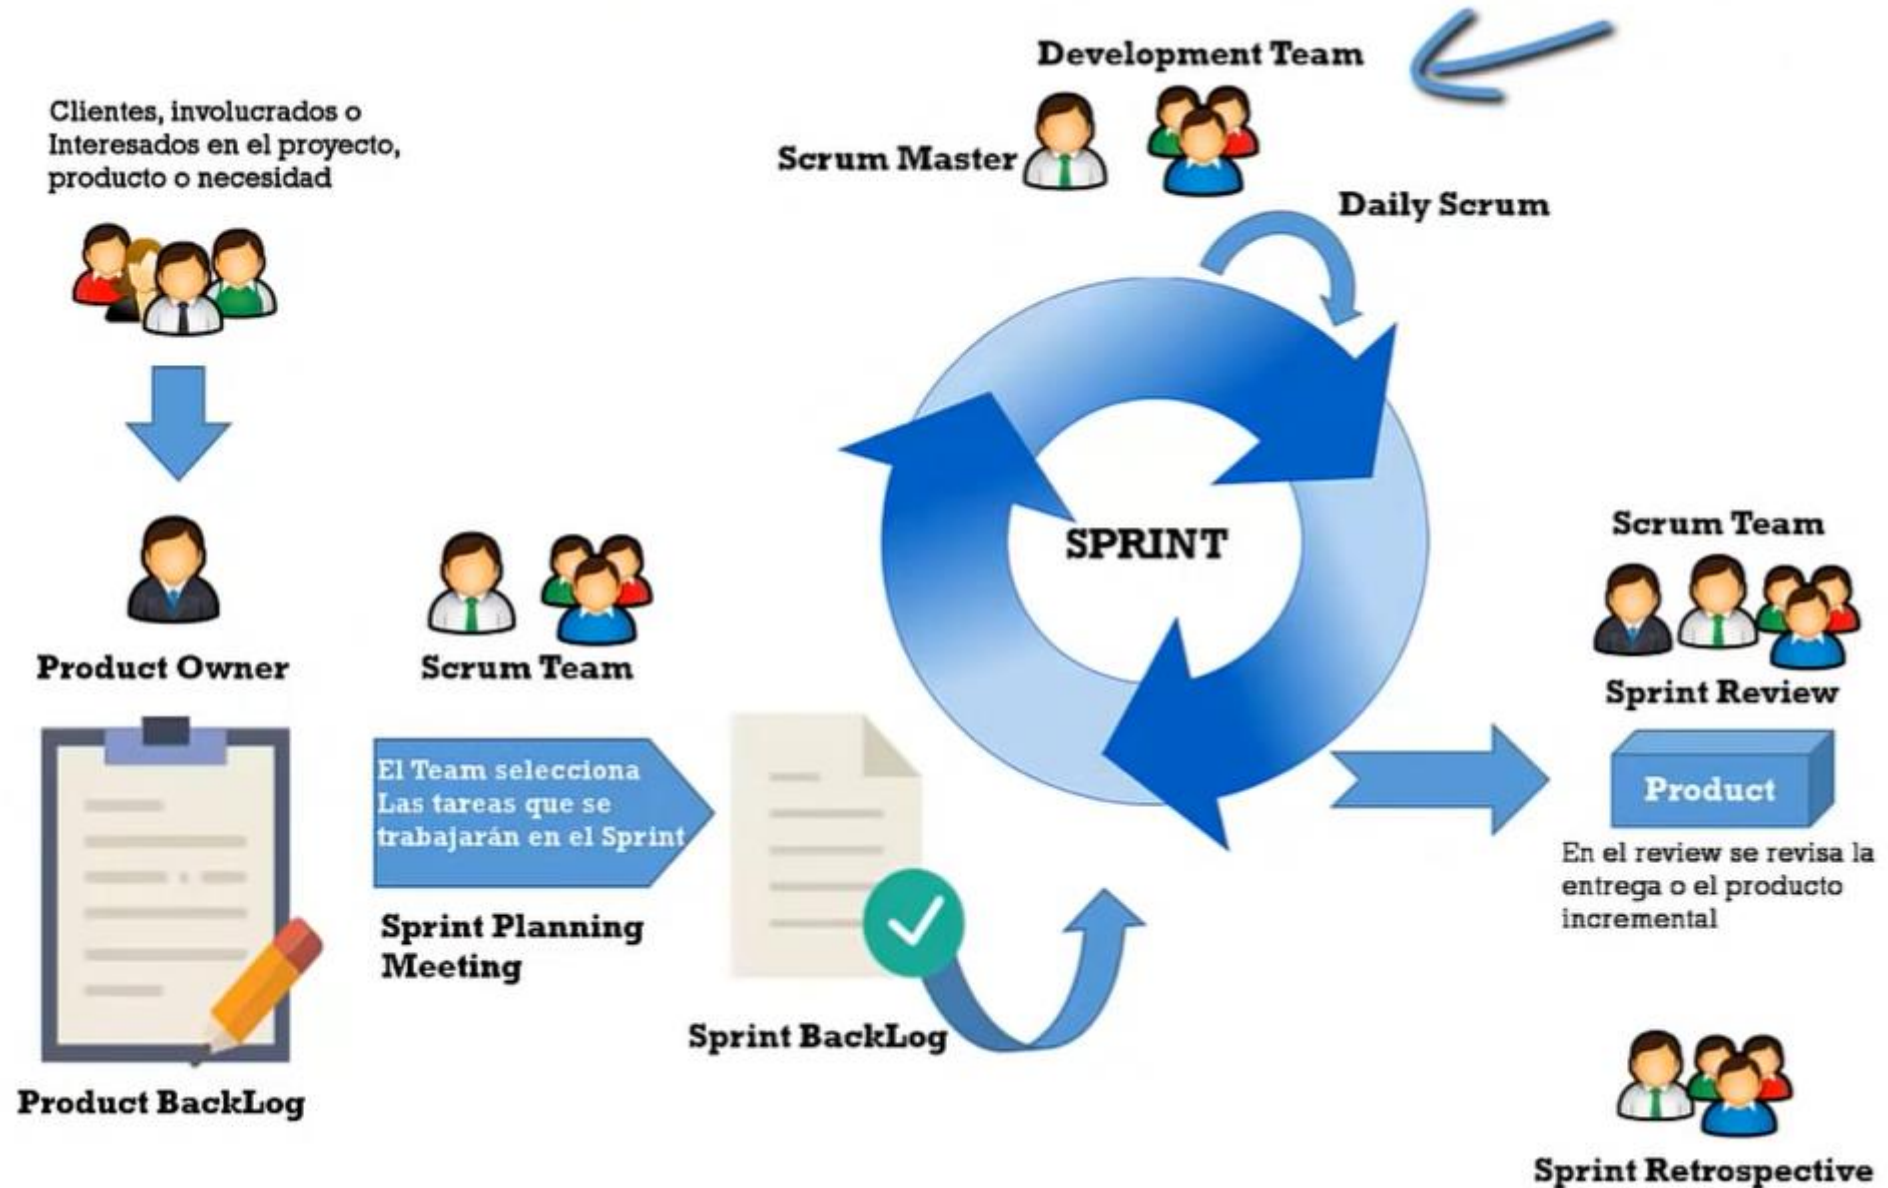 Clientes, involucrados o
Interesados en el proyecto,
producto o necesidad
Product Owner
Product BackLog
Scrum Team
El Team selecciona
Las tareas que se
trabajarán en el Sprint
Sprint Planning
Meeting
Sprint BackLog
Development Team
Scrum Master
Daily Scrum
SPRINT
Scrum Team
Sprint Review
Product
En el review se revisa la
entrega o el producto
incremental
Sprint Retrospective